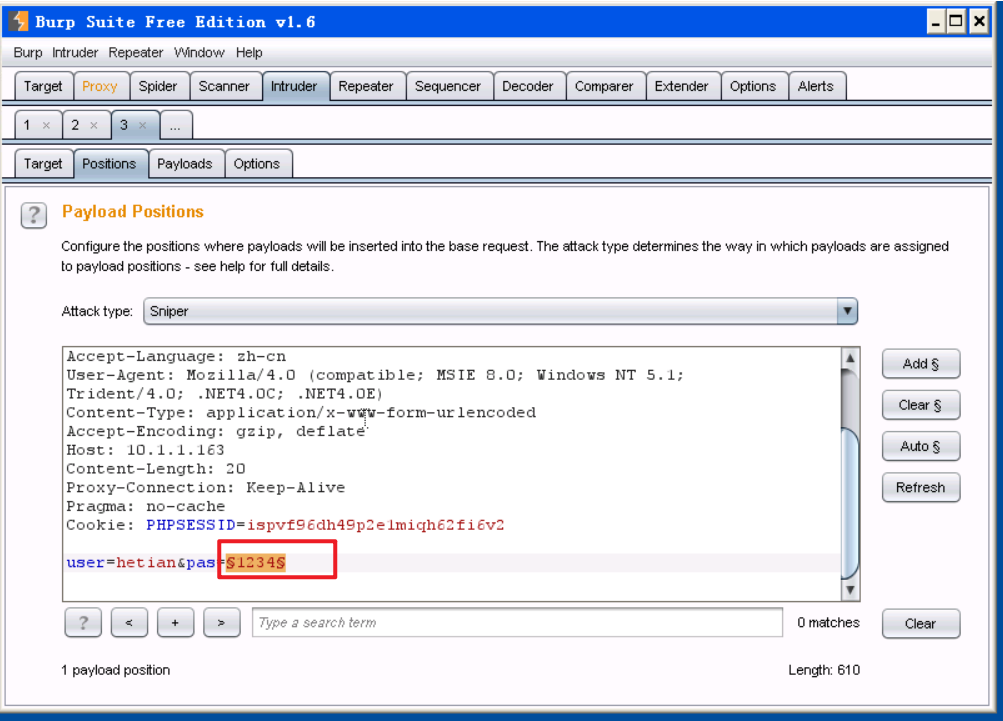 Burp Suite Free Edition v1.6
Burp Intruder Repeater Window Help
Target Proxy Spider Scanner Intruder Repeater Sequencer Decoder Comparer Extender Options Alerts
1 × 2 × 3 × ...
Target Positions Payloads Options
? Payload Positions
Configure the positions where payloads will be inserted into the base request. The attack type determines the way in which payloads are assigned
to payload positions - see help for full details.
Attack type: Sniper
Accept-Language: zh-cn
User-Agent: Mozilla/4.0 (compatible; MSIE 8.0; Windows NT 5.1;
Trident/4.0; .NET4.0C; .NET4.0E)
Content-Type: application/x-www-form-urlencoded
Accept-Encoding: gzip, deflate
Host: 10.1.1.163
Content-Length: 20
Proxy-Connection: Keep-Alive
Pragma: no-cache
Cookie: PHPSESSID=ispvf96dh49p2e1miqh62fi6v2
user=hetian&pas=§1234§
Add §
Clear §
Auto §
Refresh
? < + > Type a search term 0 matches Clear
1 payload position Length: 610